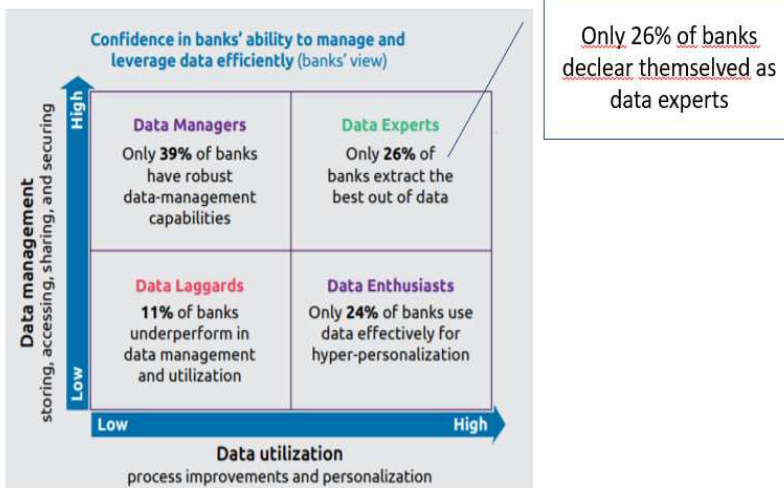 Confidence in banks’ ability to manage and
leverage data efficiently (banks’ view)
High
Data Managers
Only 39% of banks
have robust
data-management
capabilities
Data Experts
Only 26% of
banks extract the
best out of data
Data Laggards
11% of banks
underperform in
data management
and utilization
Data Enthusiasts
Only 24% of banks use
data effectively for
hyper-personalization
Low
Data management
storing, accessing, sharing, and securing
Low
High
Data utilization
process improvements and personalization
Only 26% of banks
declear themselved as
data experts